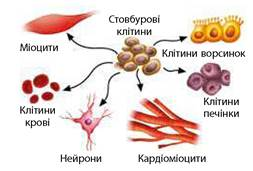 Стовбурові
клітини
Міоцити
Клітини ворсинок
Клітини
крові
Клітини
печінки
Нейрони
Кардіоміоцити